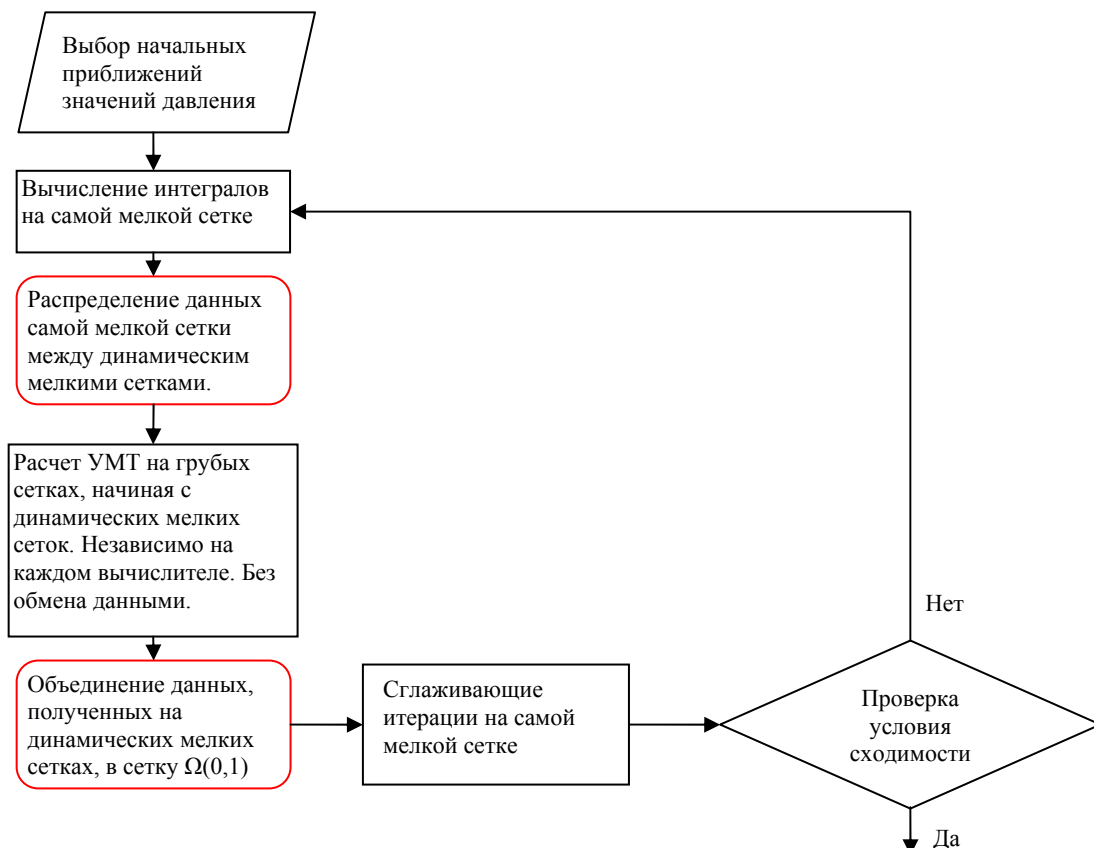 Выбор начальных
приближений
значений давления
Вычисление интегралов
на самой мелкой сетке
Распределение данных
самой мелкой сетки
между динамическим
мелкими сетками.
Расчет УМТ на грубых
сетках, начиная с
динамических мелких
сеток. Независимо на
каждом вычислителе. Без
обмена данными.
Объединение данных,
полученных на
динамических мелких
сетках, в сетку Ω(0,1)
Сглаживающие
итерации на самой
мелкой сетке
Нет
Проверка
условия
сходимости
Да